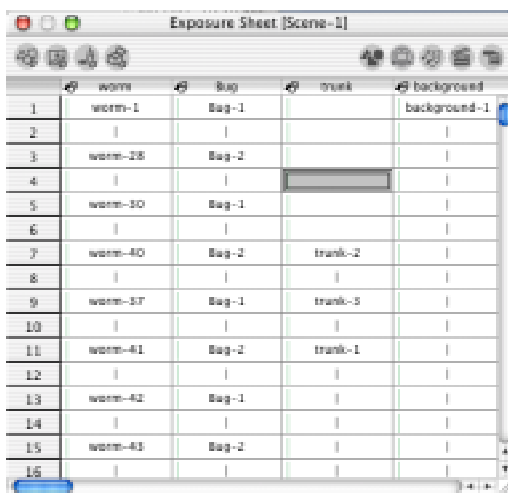 Exposure Sheet [Scene-1]
worm Bug trunk background
1 worm-1 Bug-1 background-1
2
3 worm-28 Bug-2
4
5 worm-30 Bug-1
6
7 worm-40 Bug-2 trunk-2
8
9 worm-37 Bug-1 trunk-3
10
11 worm-41 Bug-2 trunk-1
12
13 worm-42 Bug-1
14
15 worm-43 Bug-2
16